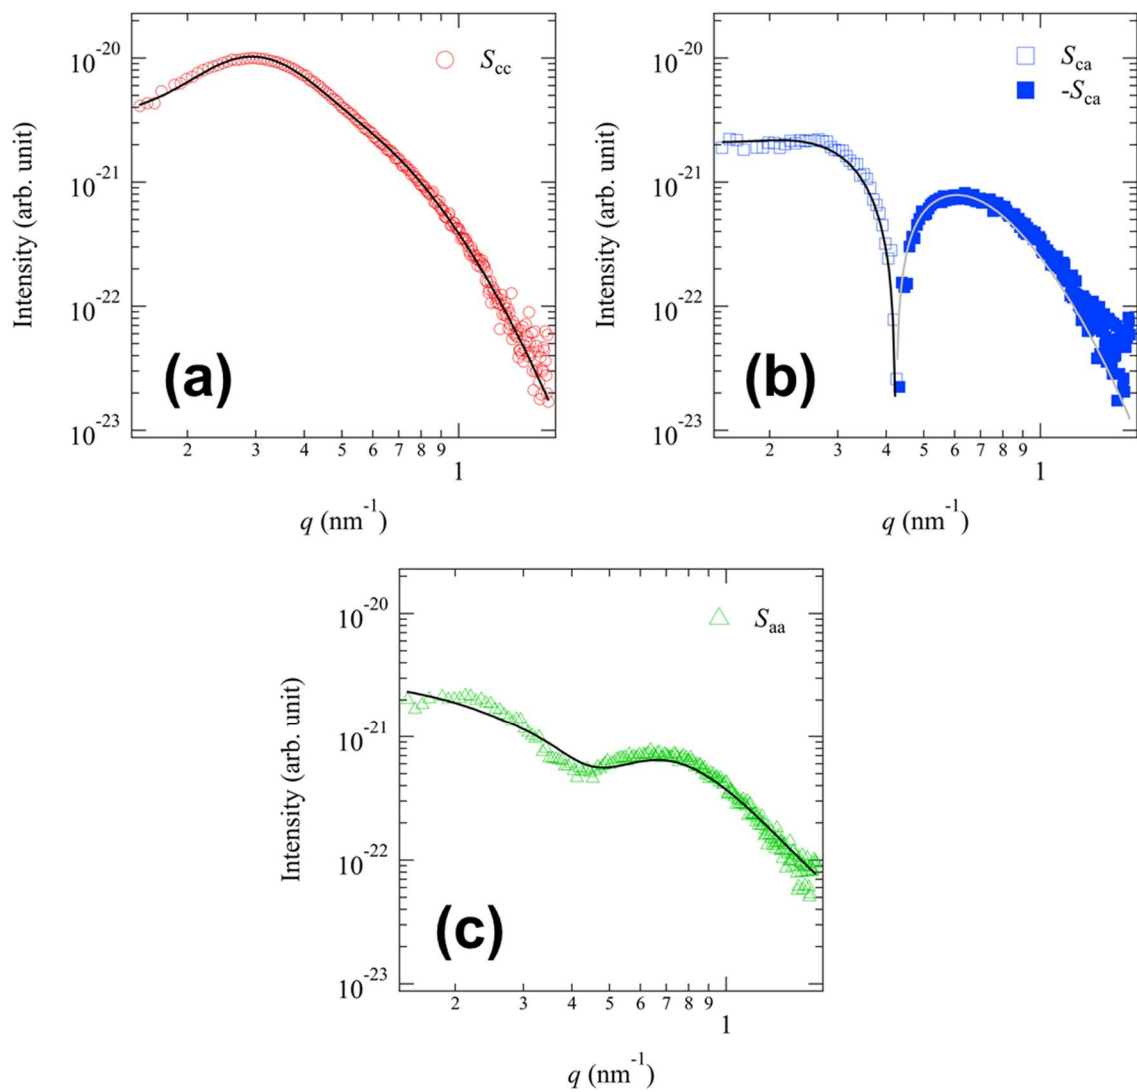 10⁻²⁰
10⁻²¹
10⁻²²
10⁻²³
Intensity (arb. unit)
S_cc
(a)
2 3 4 5 6 7 8 9 1
q (nm⁻¹)
10⁻²⁰
10⁻²¹
10⁻²²
10⁻²³
Intensity (arb. unit)
S_ca
-S_ca
(b)
2 3 4 5 6 7 8 9 1
q (nm⁻¹)
10⁻²⁰
10⁻²¹
10⁻²²
10⁻²³
Intensity (arb. unit)
S_aa
(c)
2 3 4 5 6 7 8 9 1
q (nm⁻¹)